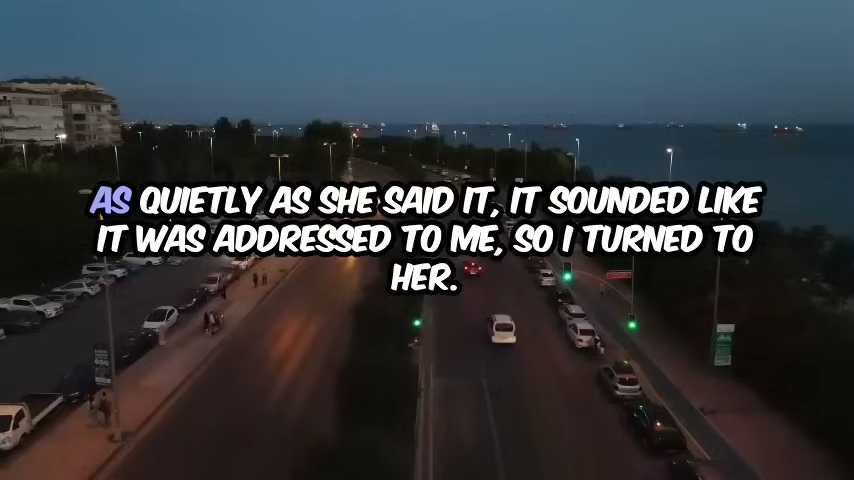 AS QUIETLY AS SHE SAID IT, IT SOUNDED LIKE
IT WAS ADDRESSED TO ME, SO I TURNED TO
HER.